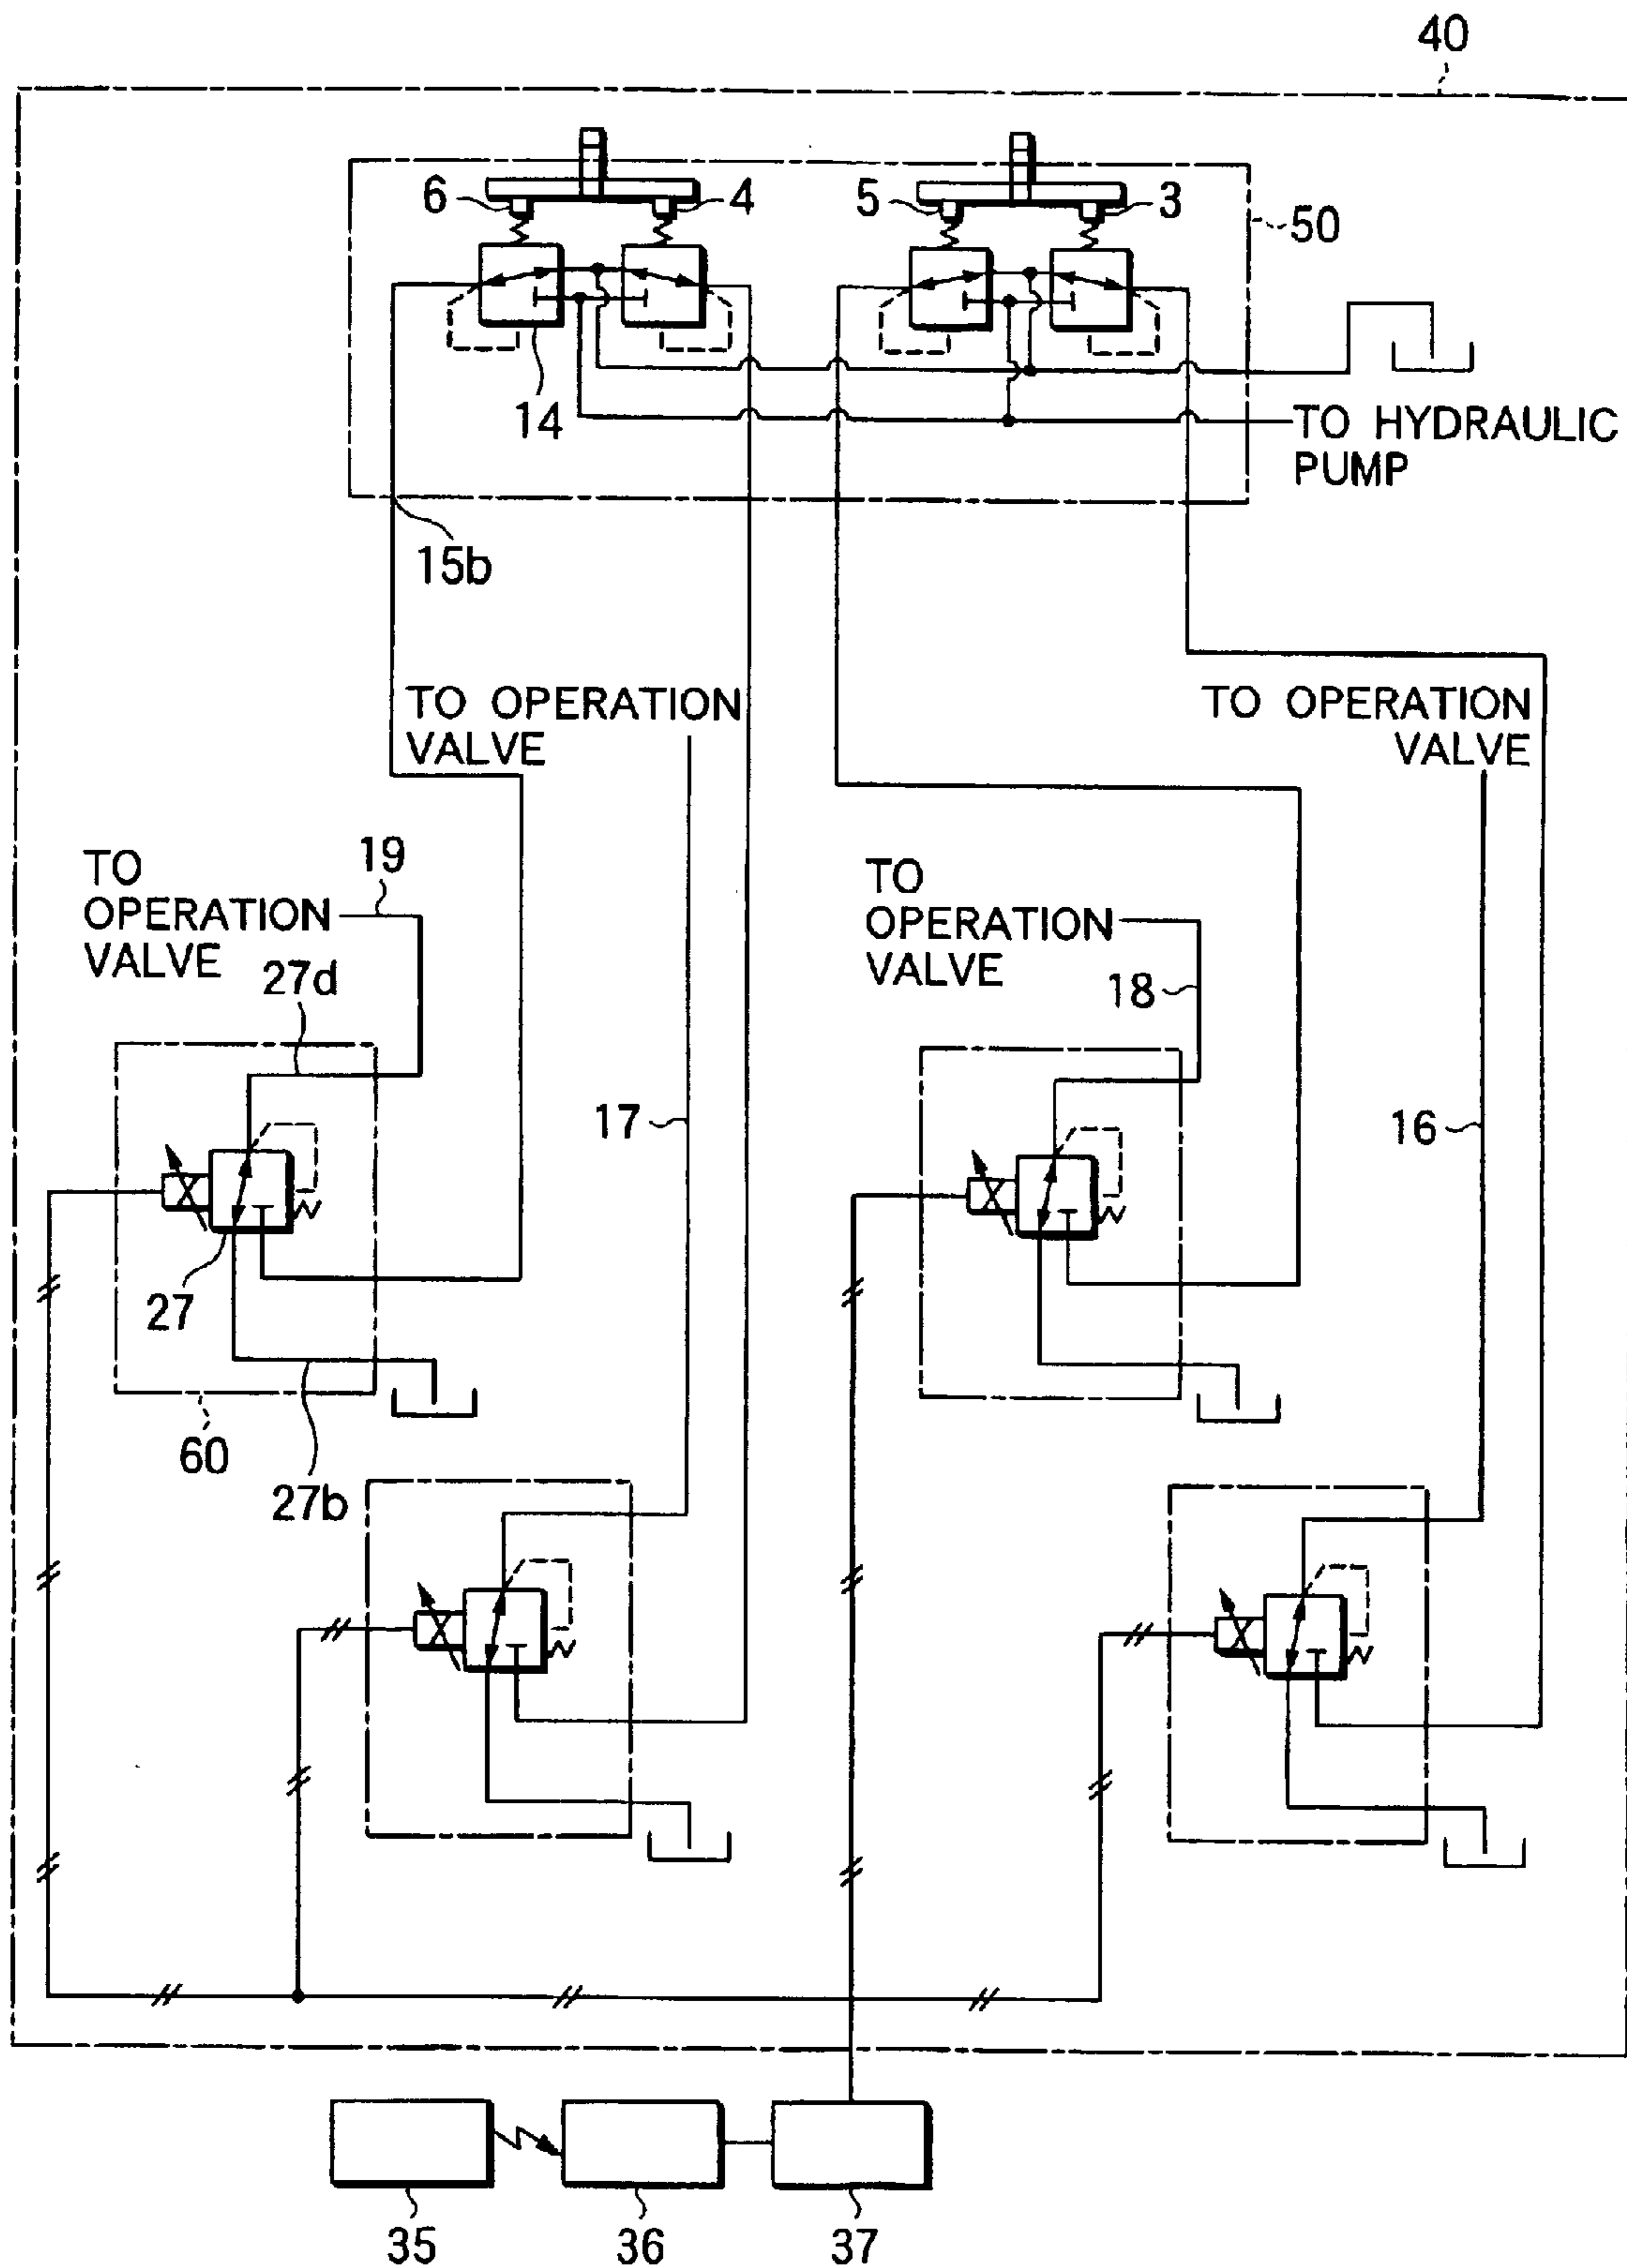 40
6
4
5
3
50
14
TO HYDRAULIC
PUMP
15b
TO OPERATION
VALVE
TO OPERATION
VALVE
TO
OPERATION
VALVE
19
TO
OPERATION
VALVE
27d
18
17
16
27
60
27b
35
36
37